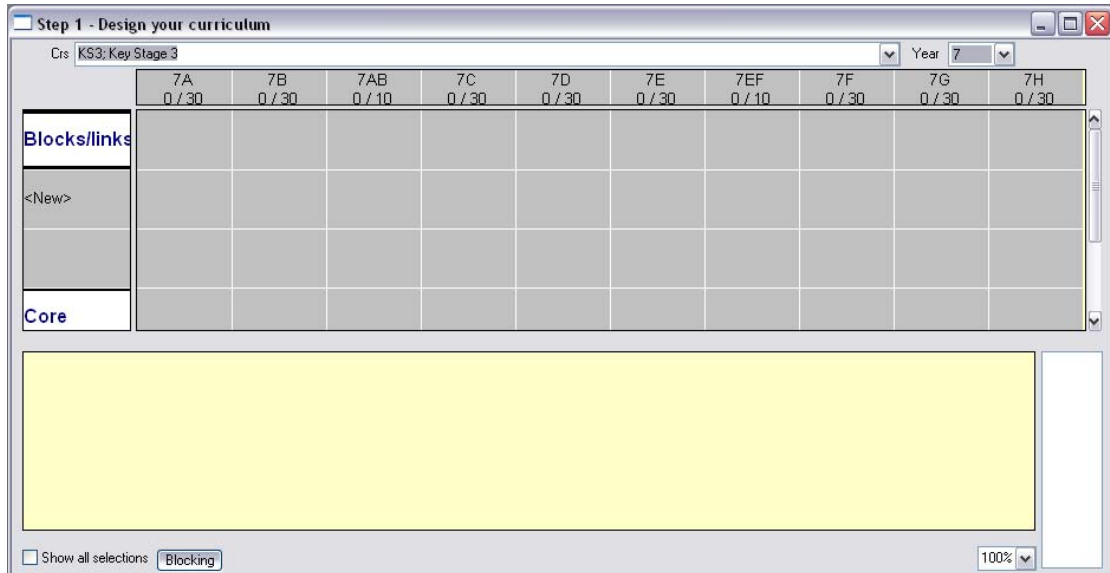 Step 1 - Design your curriculum
Crs KS3: Key Stage 3 Year 7
7A 7B 7AB 7C 7D 7E 7EF 7F 7G 7H
0 / 30 0 / 30 0 / 10 0 / 30 0 / 30 0 / 30 0 / 10 0 / 30 0 / 30 0 / 30
Blocks/links
<New>
Core
Show all selections Blocking 100%